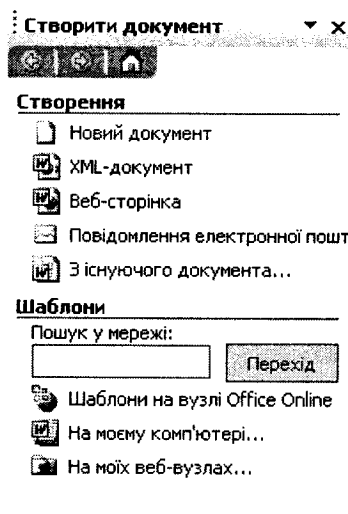 Створити документ
Створення
Новий документ
XML-документ
Веб-сторінка
Повідомлення електронної пошт
З існуючого документа...
Шаблони
Пошук у мережі:
Перехід
Шаблони на вузлі Office Online
На моєму комп'ютері...
На моїх веб-вузлах...